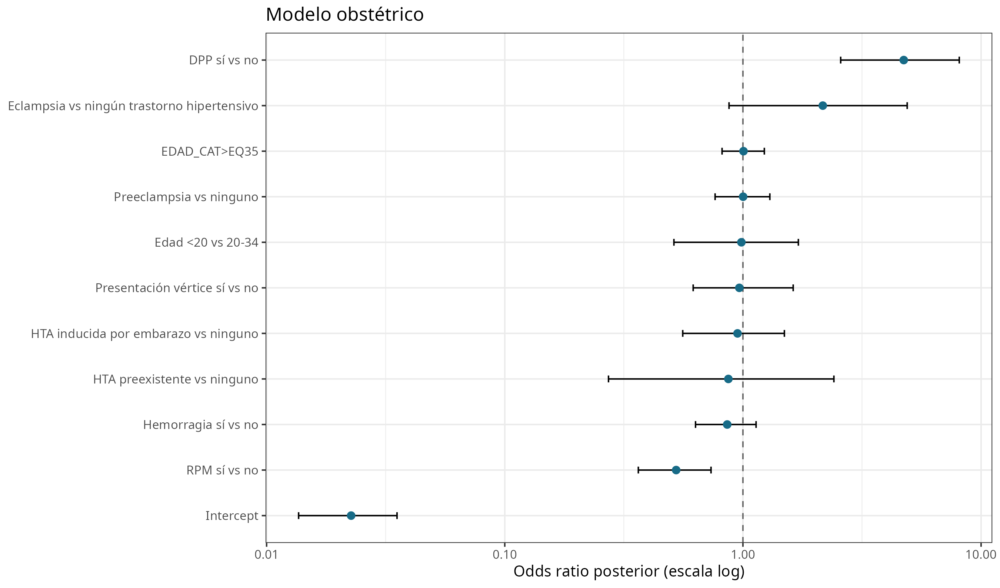 Modelo obstétrico
DPP sí vs no
Eclampsia vs ningún trastorno hipertensivo
EDAD_CAT>EQ35
Preeclampsia vs ninguno
Edad <20 vs 20-34
Presentación vértice sí vs no
HTA inducida por embarazo vs ninguno
HTA preexistente vs ninguno
Hemorragia sí vs no
RPM sí vs no
Intercept
0.01 0.10 1.00 10.00
Odds ratio posterior (escala log)